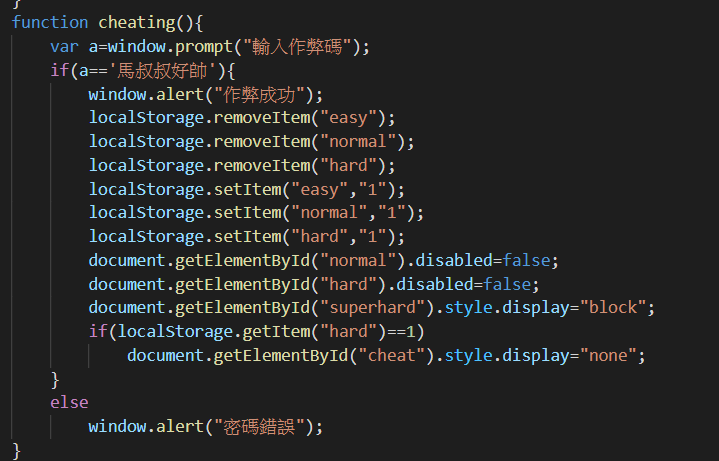 }
function cheating(){
    var a=window.prompt("輸入作弊碼");
    if(a=='馬叔叔好帥'){
        window.alert("作弊成功");
        localStorage.removeItem("easy");
        localStorage.removeItem("normal");
        localStorage.removeItem("hard");
        localStorage.setItem("easy","1");
        localStorage.setItem("normal","1");
        localStorage.setItem("hard","1");
        document.getElementById("normal").disabled=false;
        document.getElementById("hard").disabled=false;
        document.getElementById("superhard").style.display="block";
        if(localStorage.getItem("hard")==1)
            document.getElementById("cheat").style.display="none";
    }
    else
        window.alert("密碼錯誤");
}